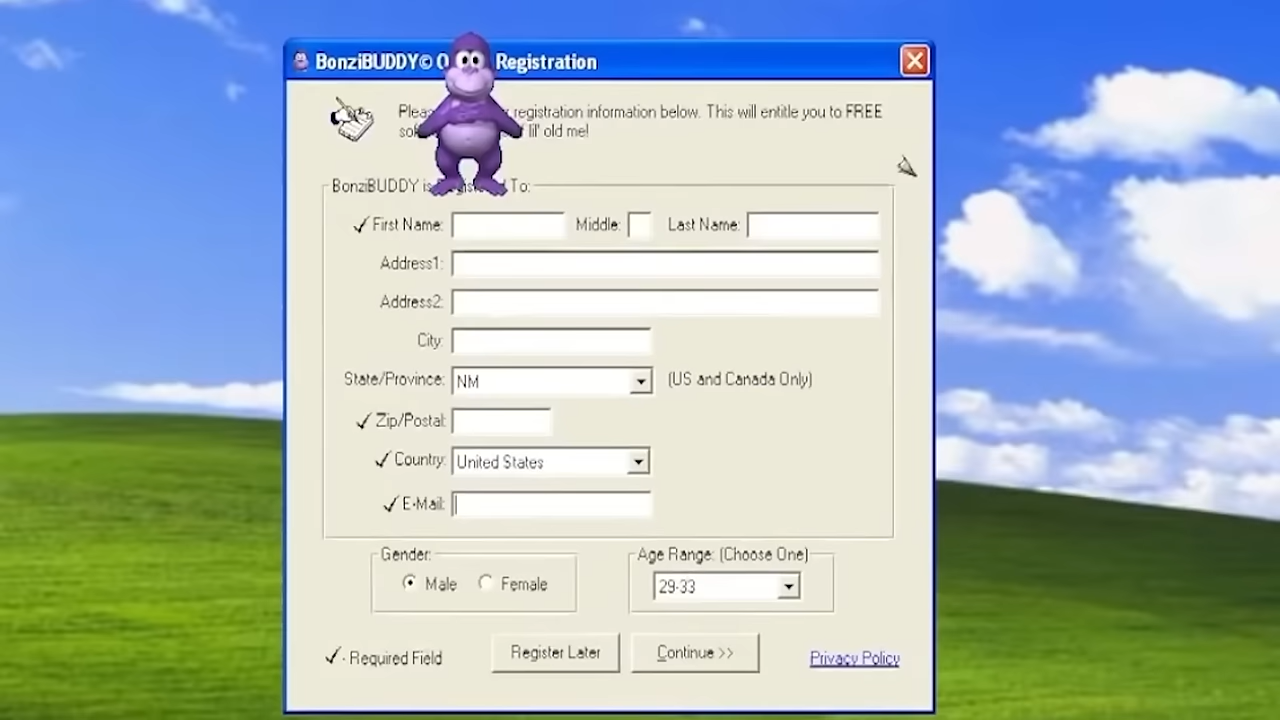 BonziBUDDY© O Registration
registration information below. This will entitle you to FREE
lil' old me!
BonziBUDDY is To:
First Name: Middle: Last Name:
Address1:
Address2:
City:
State/Province: NM (US and Canada Only)
Zip/Postal:
Country: United States
E-Mail:
Gender: Age Range: (Choose One)
Male Female 29-33
- Required Field Register Later Continue >> Privacy Policy